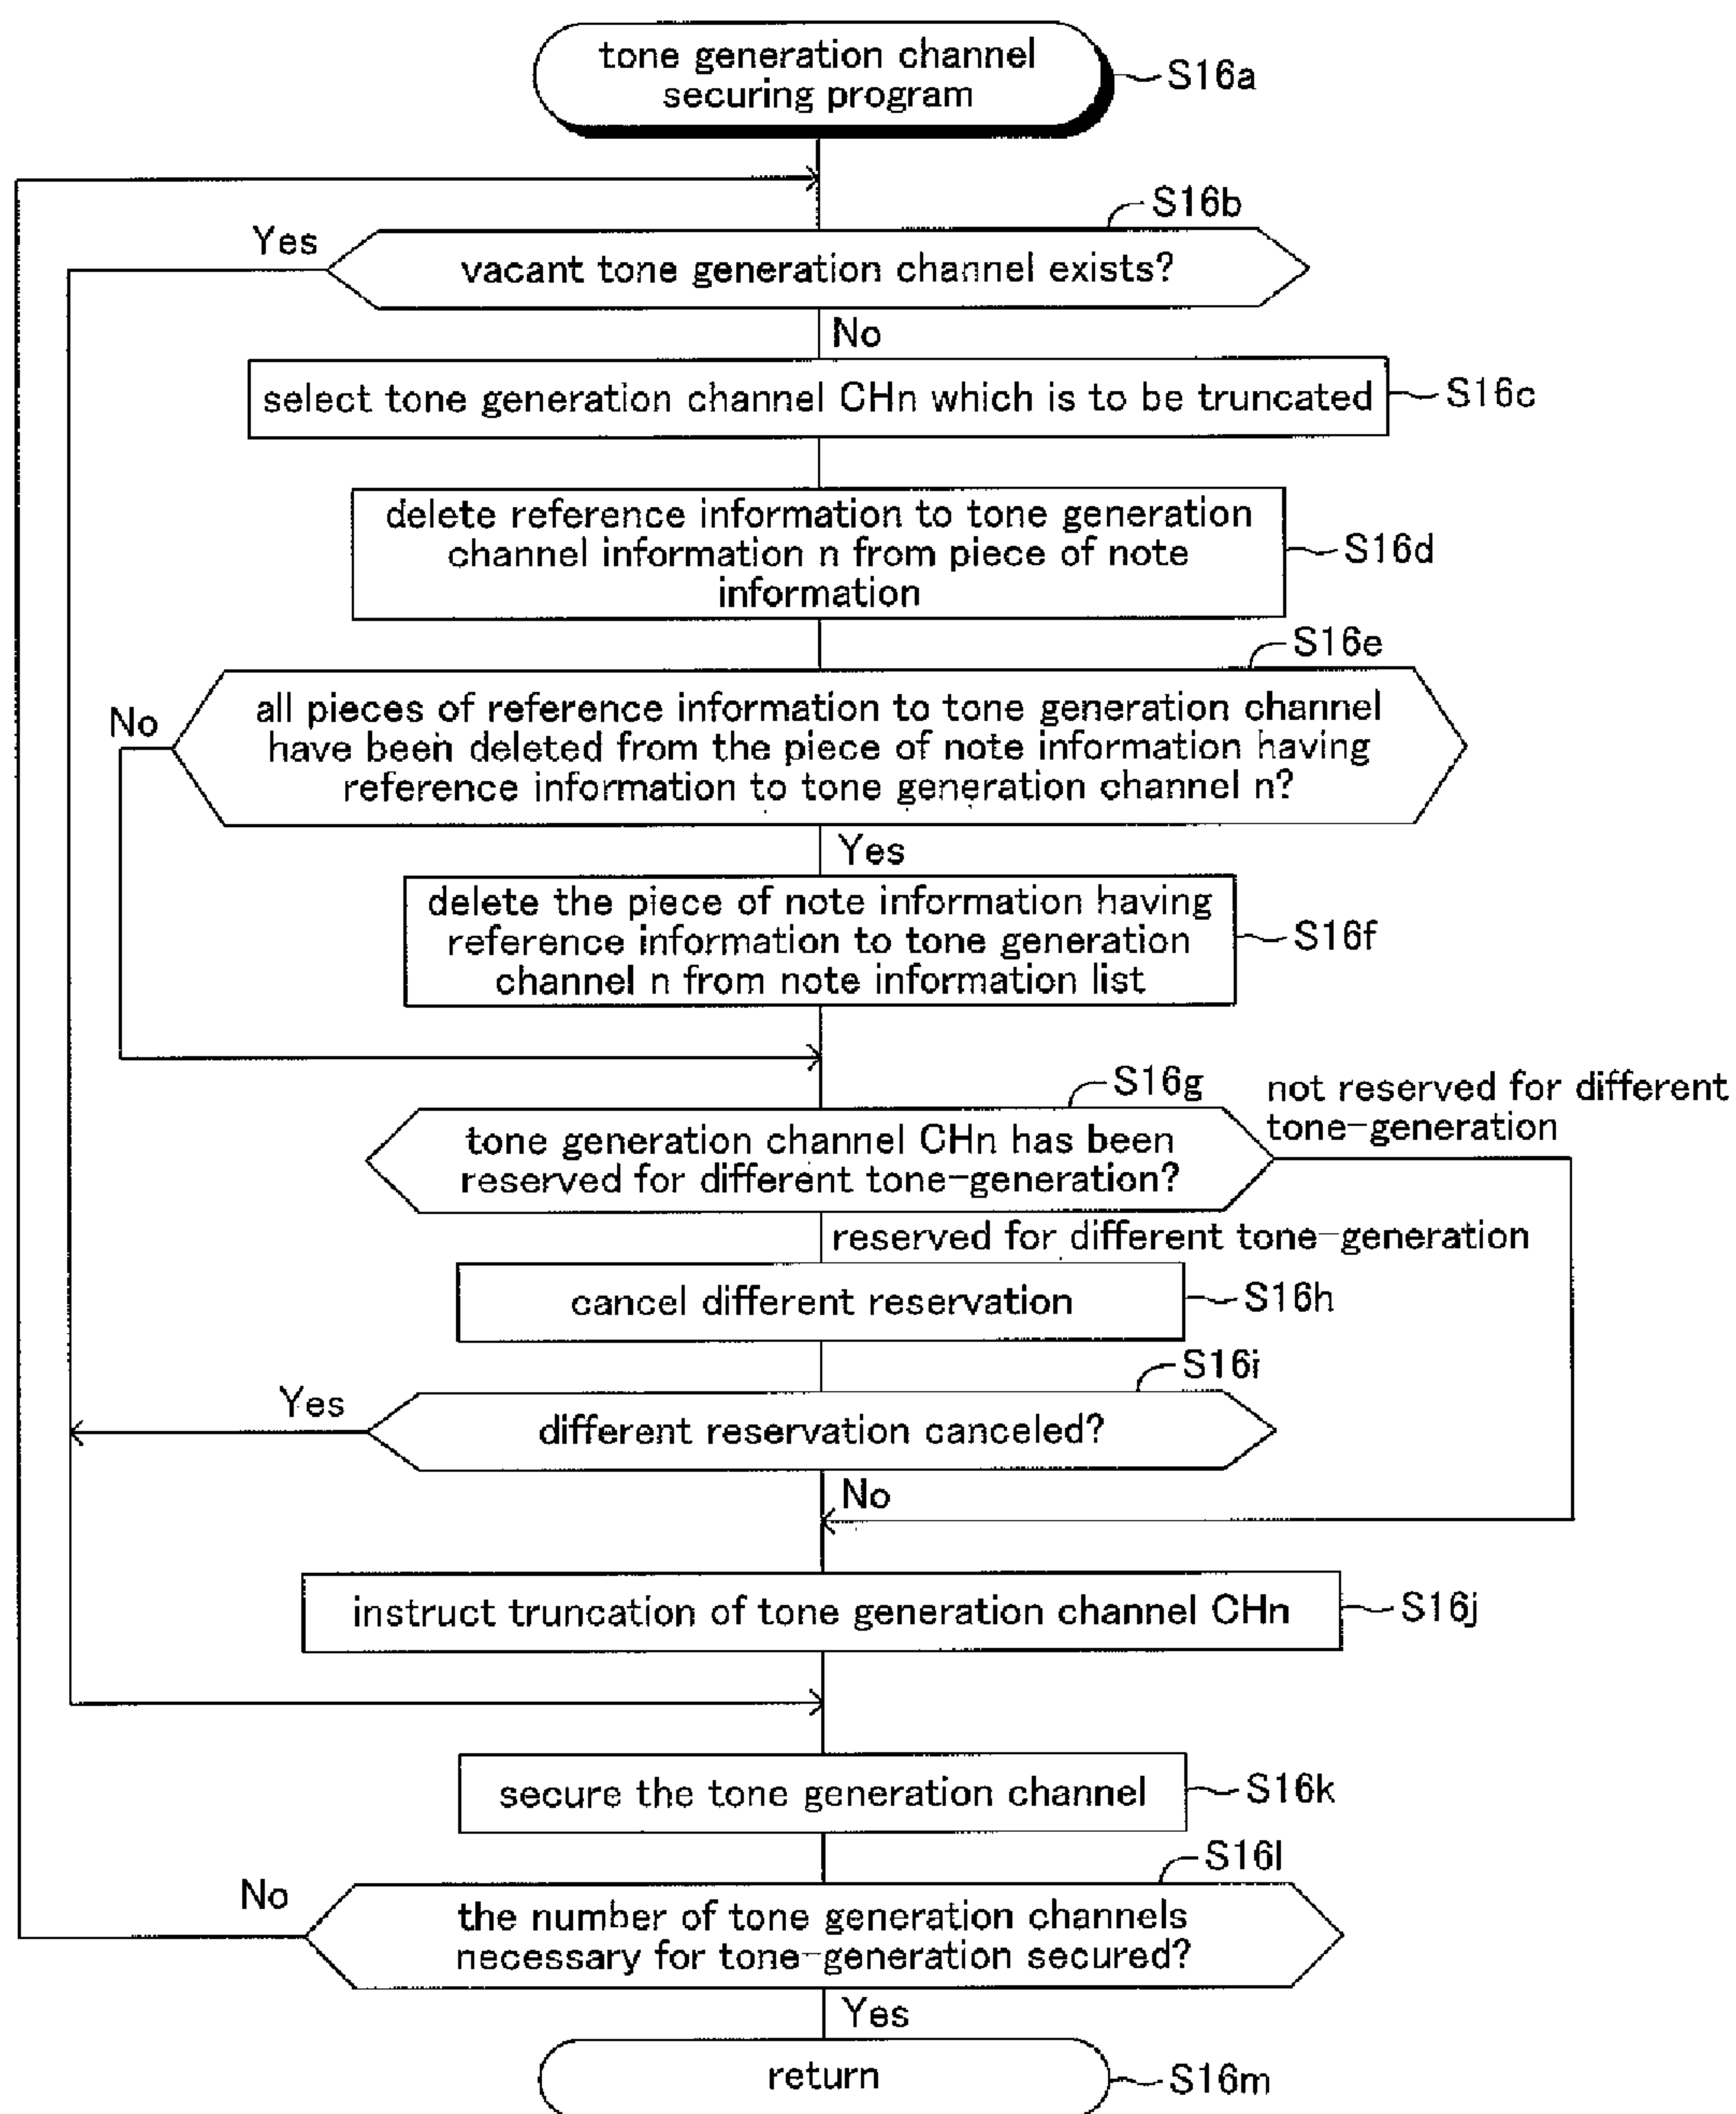 tone generation channel
securing program
S16a
S16b
Yes
vacant tone generation channel exists?
No
select tone generation channel CHn which is to be truncated
S16c
delete reference information to tone generation
channel information n from piece of note
information
S16d
S16e
No
all pieces of reference information to tone generation channel
have been deleted from the piece of note information having
reference information to tone generation channel n?
Yes
delete the piece of note information having
reference information to tone generation
channel n from note information list
S16f
S16g
not reserved for different
tone-generation
tone generation channel CHn has been
reserved for different tone-generation?
reserved for different tone-generation
cancel different reservation
S16h
S16i
Yes
different reservation canceled?
No
instruct truncation of tone generation channel CHn
S16j
secure the tone generation channel
S16k
S16l
No
the number of tone generation channels
necessary for tone-generation secured?
Yes
return
S16m